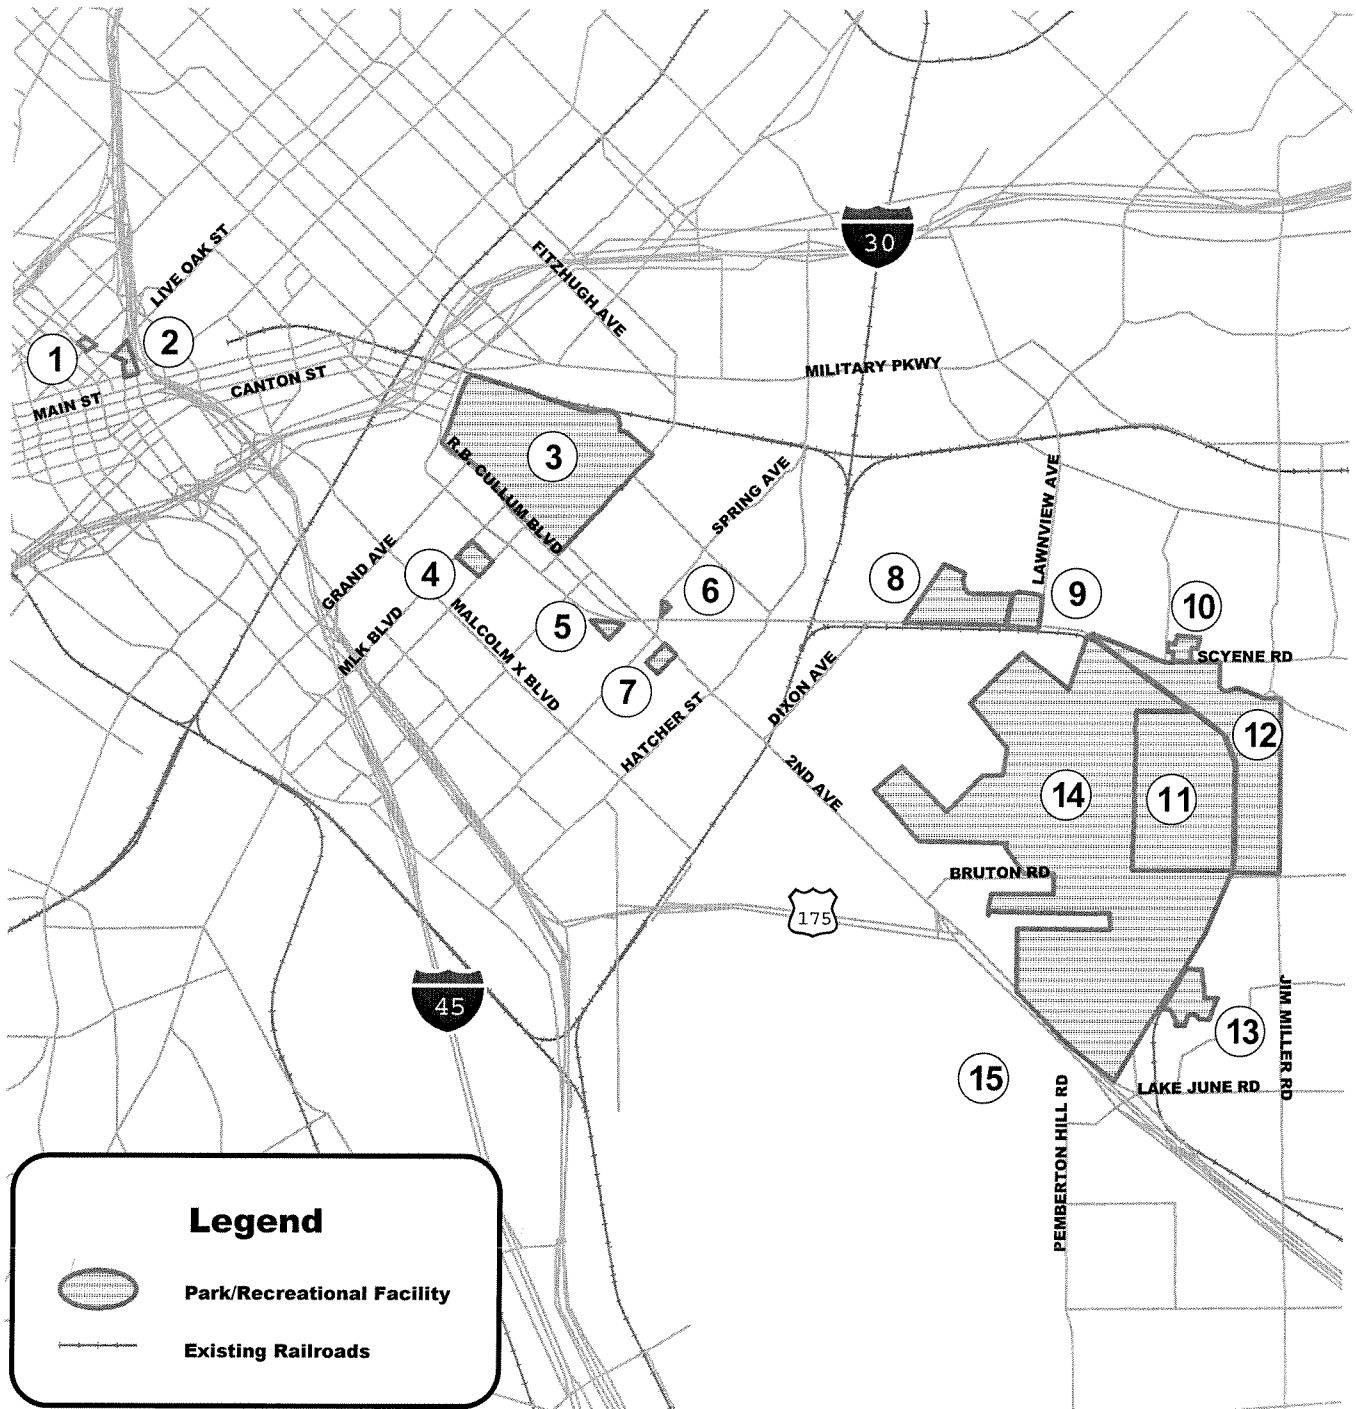 30
LIVE OAK ST
FITZHUGH AVE
1
2
MAIN ST
CANTON ST
MILITARY PKWY
3
R.B. CULLUM BLVD
SPRING AVE
LAWNVIEW AVE
GRAND AVE
4
MLK BLVD
MALCOLM X BLVD
5
6
7
8
9
10
SCYENE RD
HATCHER ST
DIXON AVE
2ND AVE
12
14
11
BRUTON RD
175
45
13
JIM MILLER RD
15
LAKE JUNE RD
PEMBERTON HILL RD
Legend
Park/Recreational Facility
Existing Railroads